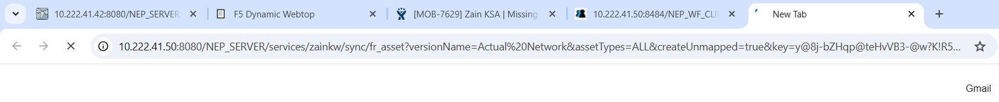 10.222.41.42:8080/NEP_SERVER F5 Dynamic Webtop [MOB-7629] Zain KSA | Missing 10.222.41.50:8484/NEP_WF_CLI New Tab
10.222.41.50:8080/NEP_SERVER/services/zainkw/sync/fr_asset?versionName=Actual%20Network&assetTypes=ALL&createUnmapped=true&key=y@8j-bZHqp@teHvVB3-@w?K!R5...
Gmail